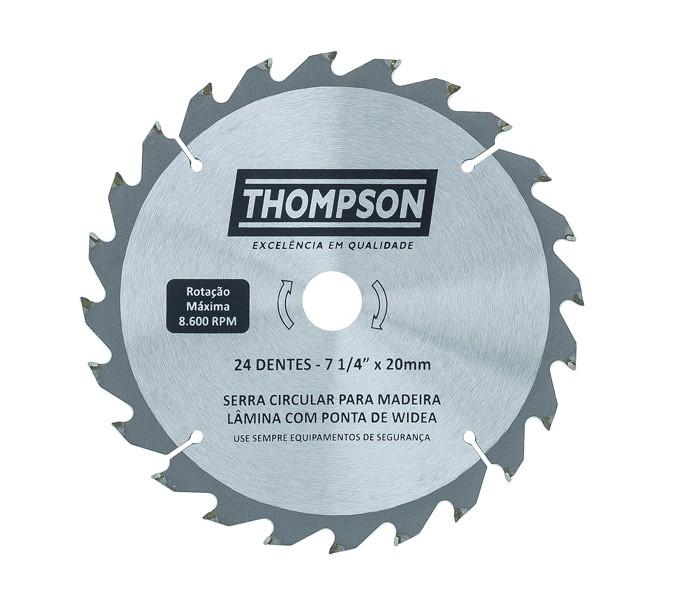 THOMPSON
EXCELÊNCIA EM QUALIDADE
Rotação
Máxima
8.600 RPM
24 DENTES - 7 1/4" x 20mm
SERRA CIRCULAR PARA MADEIRA
LÂMINA COM PONTA DE WIDEA
USE SEMPRE EQUIPAMENTOS DE SEGURANÇA